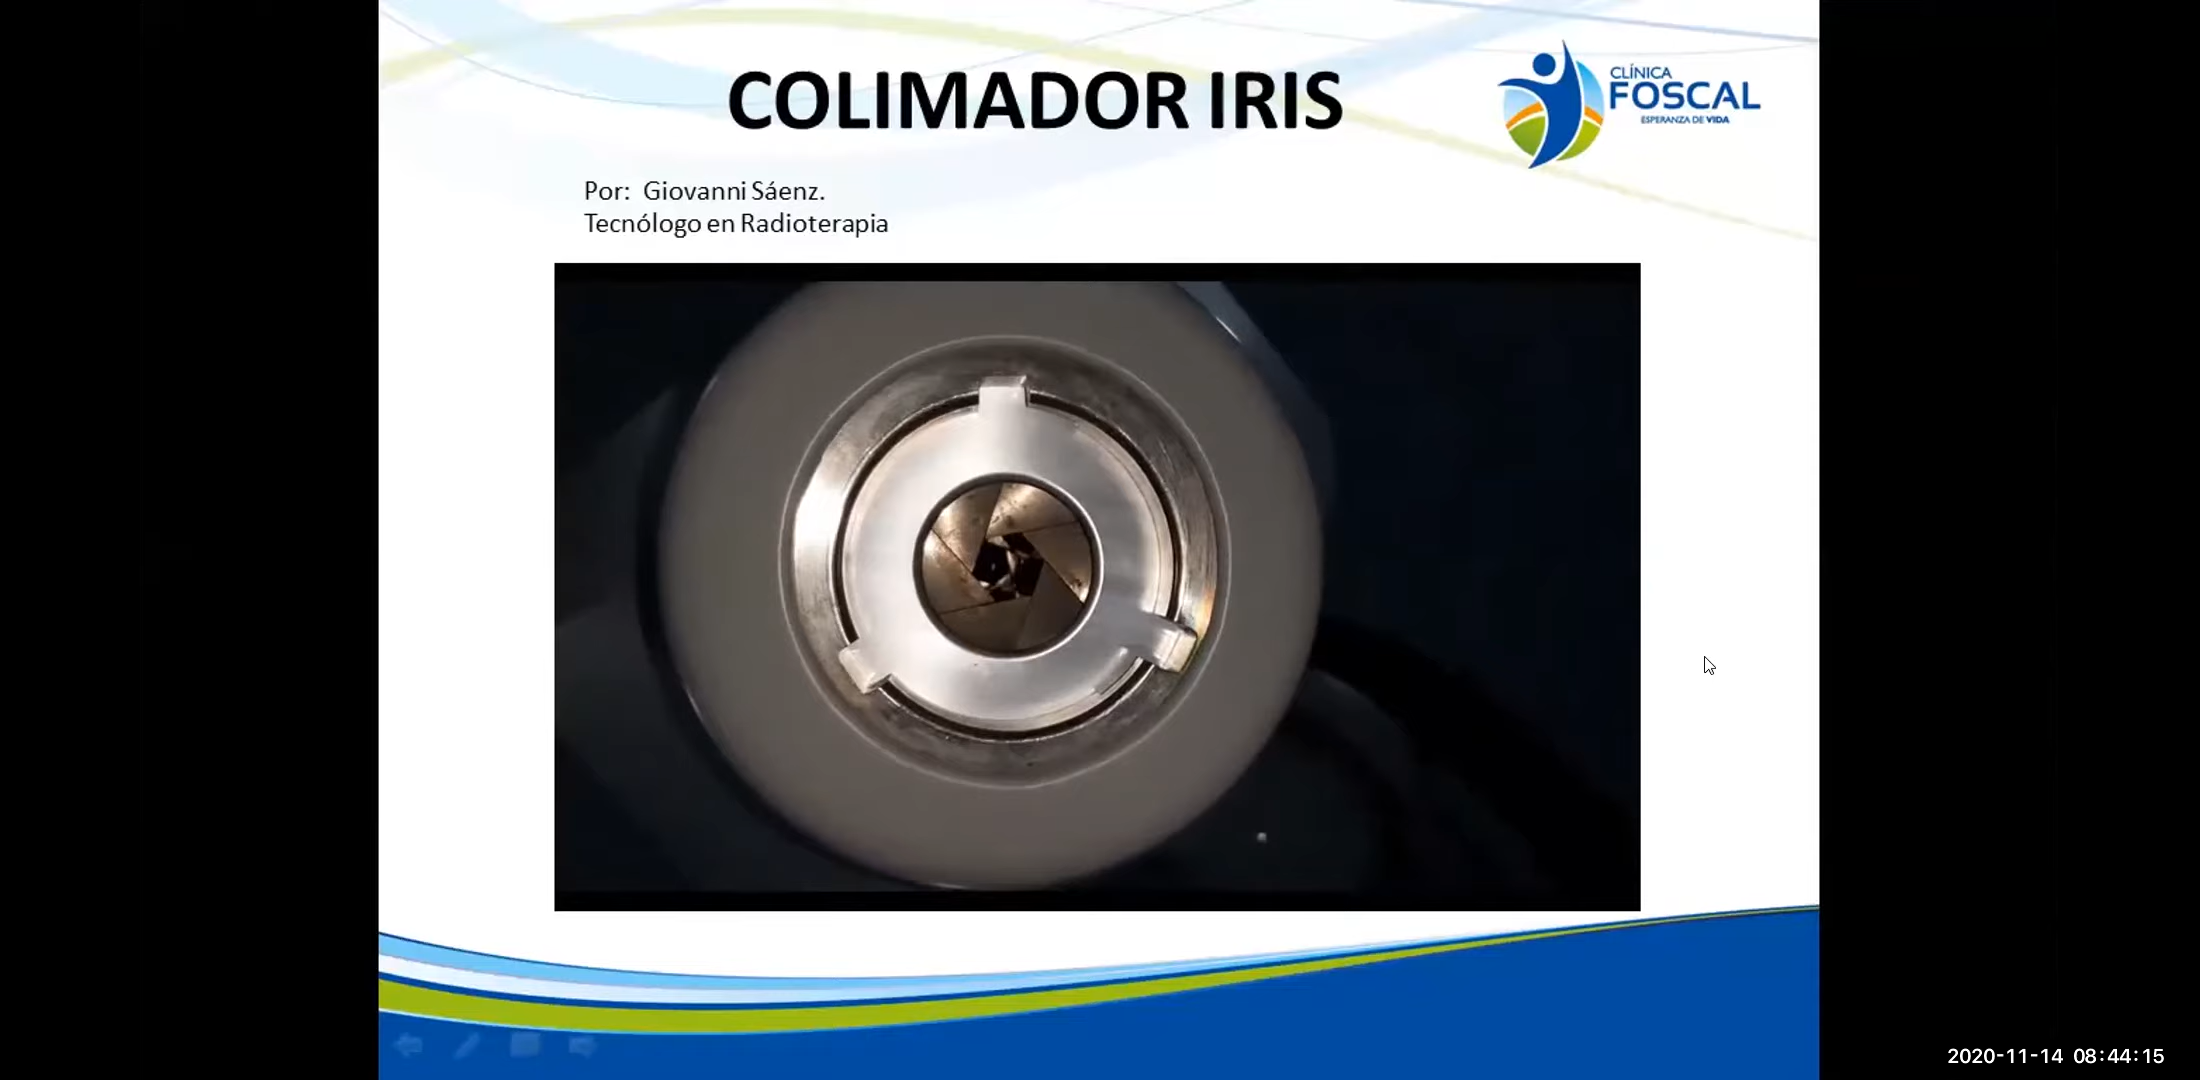 COLIMADOR IRIS
CLÍNICA
FOSCAL
ESPERANZA DE VIDA
Por: Giovanni Sáenz.
Tecnólogo en Radioterapia
2020-11-14 08:44:15